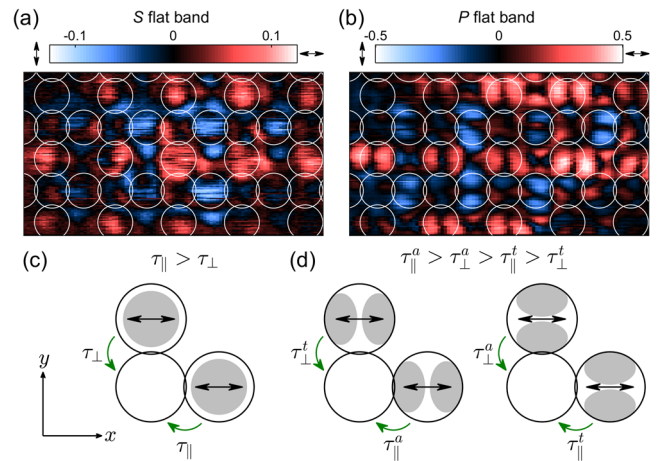 (a) S flat band
-0.1 0 0.1
(b) P flat band
-0.5 0 0.5
(c) τ∥ > τ⊥
τ⊥
τ∥
y
x
(d) τ∥^a > τ⊥^a > τ∥^t > τ⊥^t
τ⊥^t
τ∥^a
τ⊥^a
τ∥^t